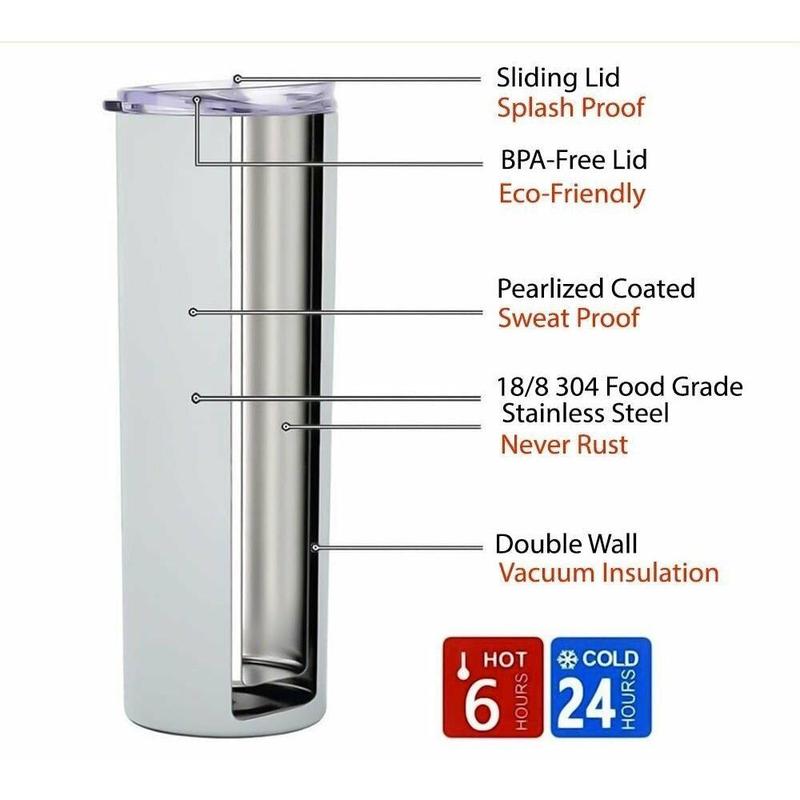 Sliding Lid
Splash Proof
BPA-Free Lid
Eco-Friendly
Pearlized Coated
Sweat Proof
18/8 304 Food Grade
Stainless Steel
Never Rust
Double Wall
Vacuum Insulation
HOT
6 HOURS
COLD
24 HOURS